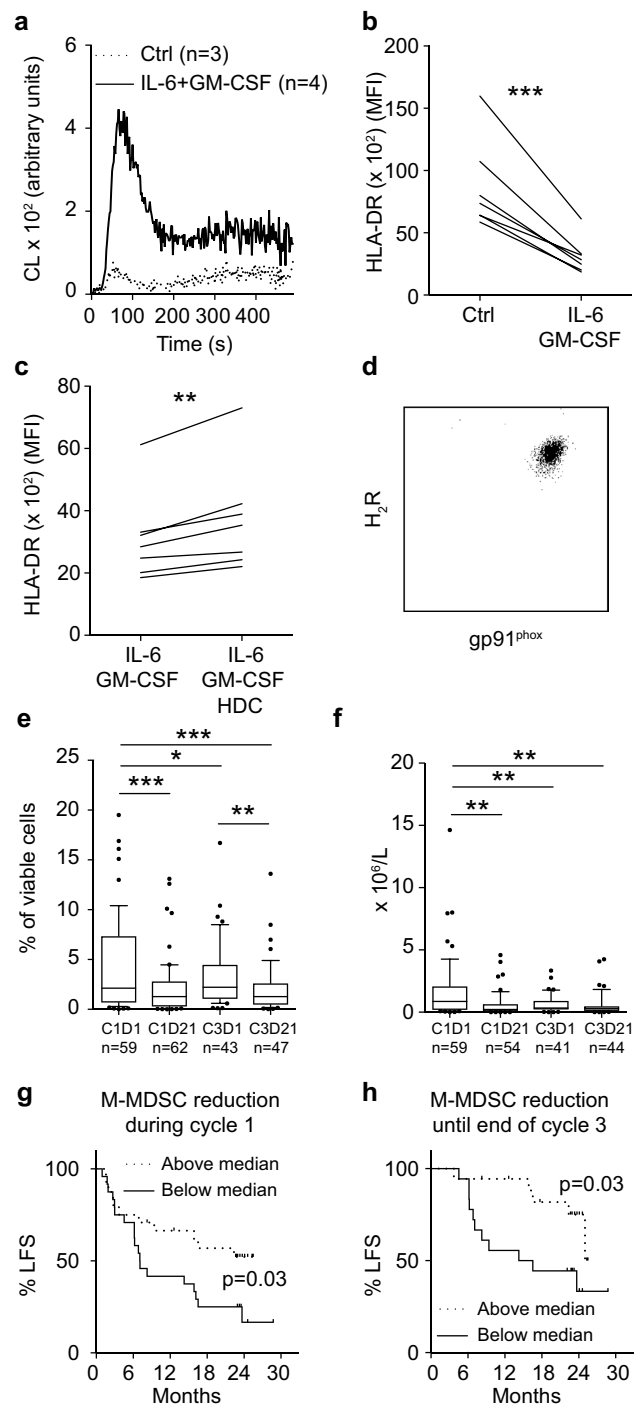 a
CL x 10² (arbitrary units)
6
4
2
0
Ctrl (n=3)
IL-6+GM-CSF (n=4)
0 100 200 300 400
Time (s)
b
HLA-DR (x 10²) (MFI)
200
150
100
50
0
***
Ctrl
IL-6
GM-CSF
c
HLA-DR (x 10²) (MFI)
80
60
40
20
0
**
IL-6
GM-CSF
IL-6
GM-CSF
HDC
d
H₂R
gp91ᵖʰᵒˣ
e
% of viable cells
25
20
15
10
5
0
***
*
***
**
C1D1 C1D21 C3D1 C3D21
n=59 n=62 n=43 n=47
f
x 10⁶/L
20
15
10
5
0
**
**
**
C1D1 C1D21 C3D1 C3D21
n=59 n=54 n=41 n=44
g
M-MDSC reduction
during cycle 1
% LFS
100
50
0
Above median
Below median
p=0.03
0 6 12 18 24 30
Months
h
M-MDSC reduction
until end of cycle 3
% LFS
100
50
0
p=0.03
Above median
Below median
0 6 12 18 24 30
Months